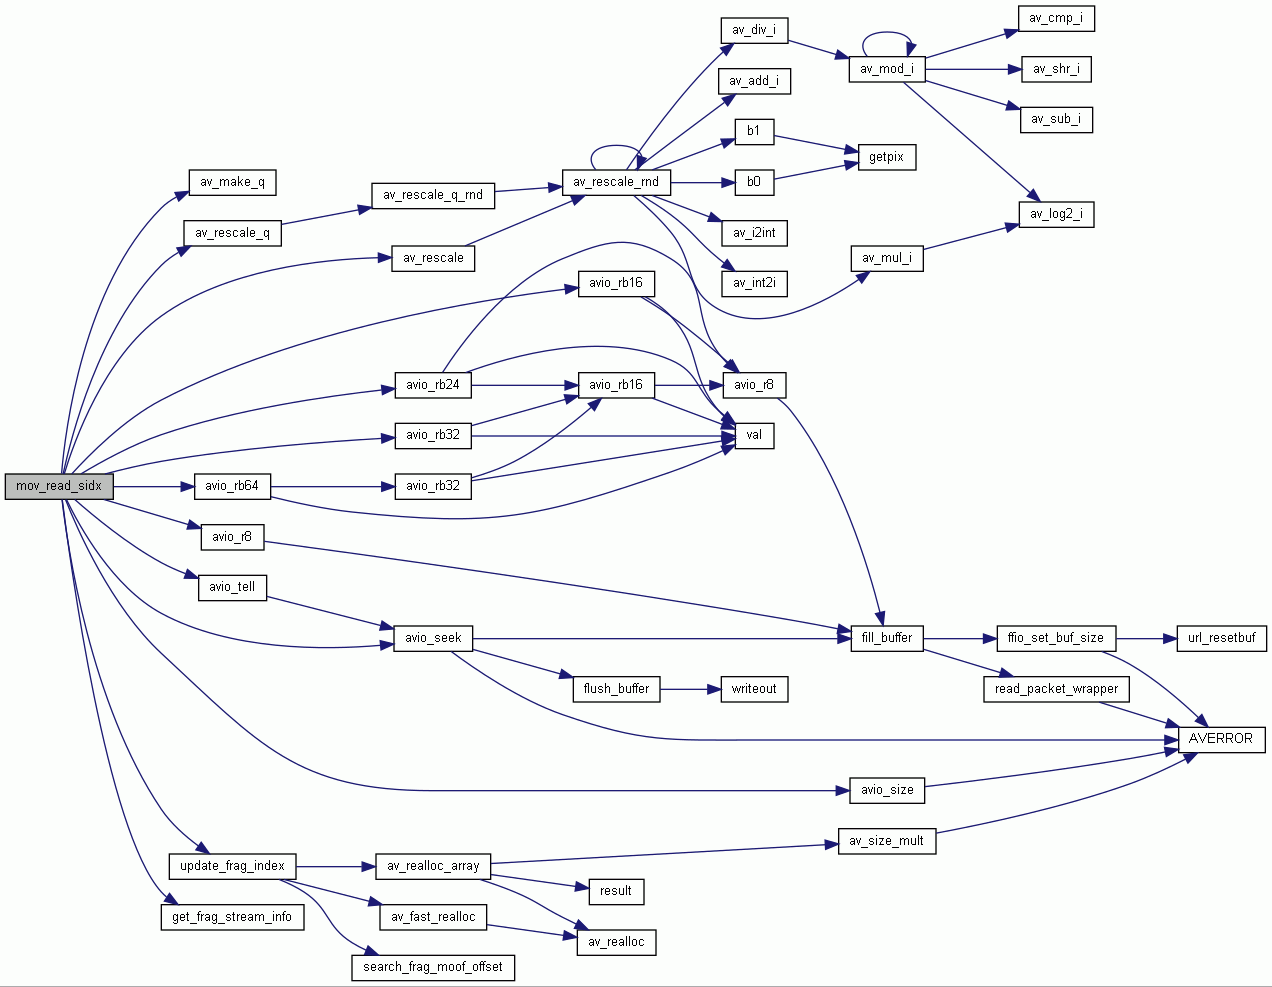 av_cmp_i
av_div_i
av_mod_i
av_shr_i
av_add_i
av_sub_i
b1
getpix
av_make_q
av_rescale_rnd
b0
av_rescale_q_rnd
av_log2_i
av_rescale_q
av_i2int
av_rescale
av_mul_i
avio_rb16
av_int2i
avio_rb24
avio_rb16
avio_r8
avio_rb32
val
mov_read_sidx
avio_rb64
avio_rb32
avio_r8
avio_tell
avio_seek
fill_buffer
ffio_set_buf_size
url_resetbuf
flush_buffer
writeout
read_packet_wrapper
AVERROR
avio_size
av_size_mult
update_frag_index
av_realloc_array
result
get_frag_stream_info
av_fast_realloc
av_realloc
search_frag_moof_offset